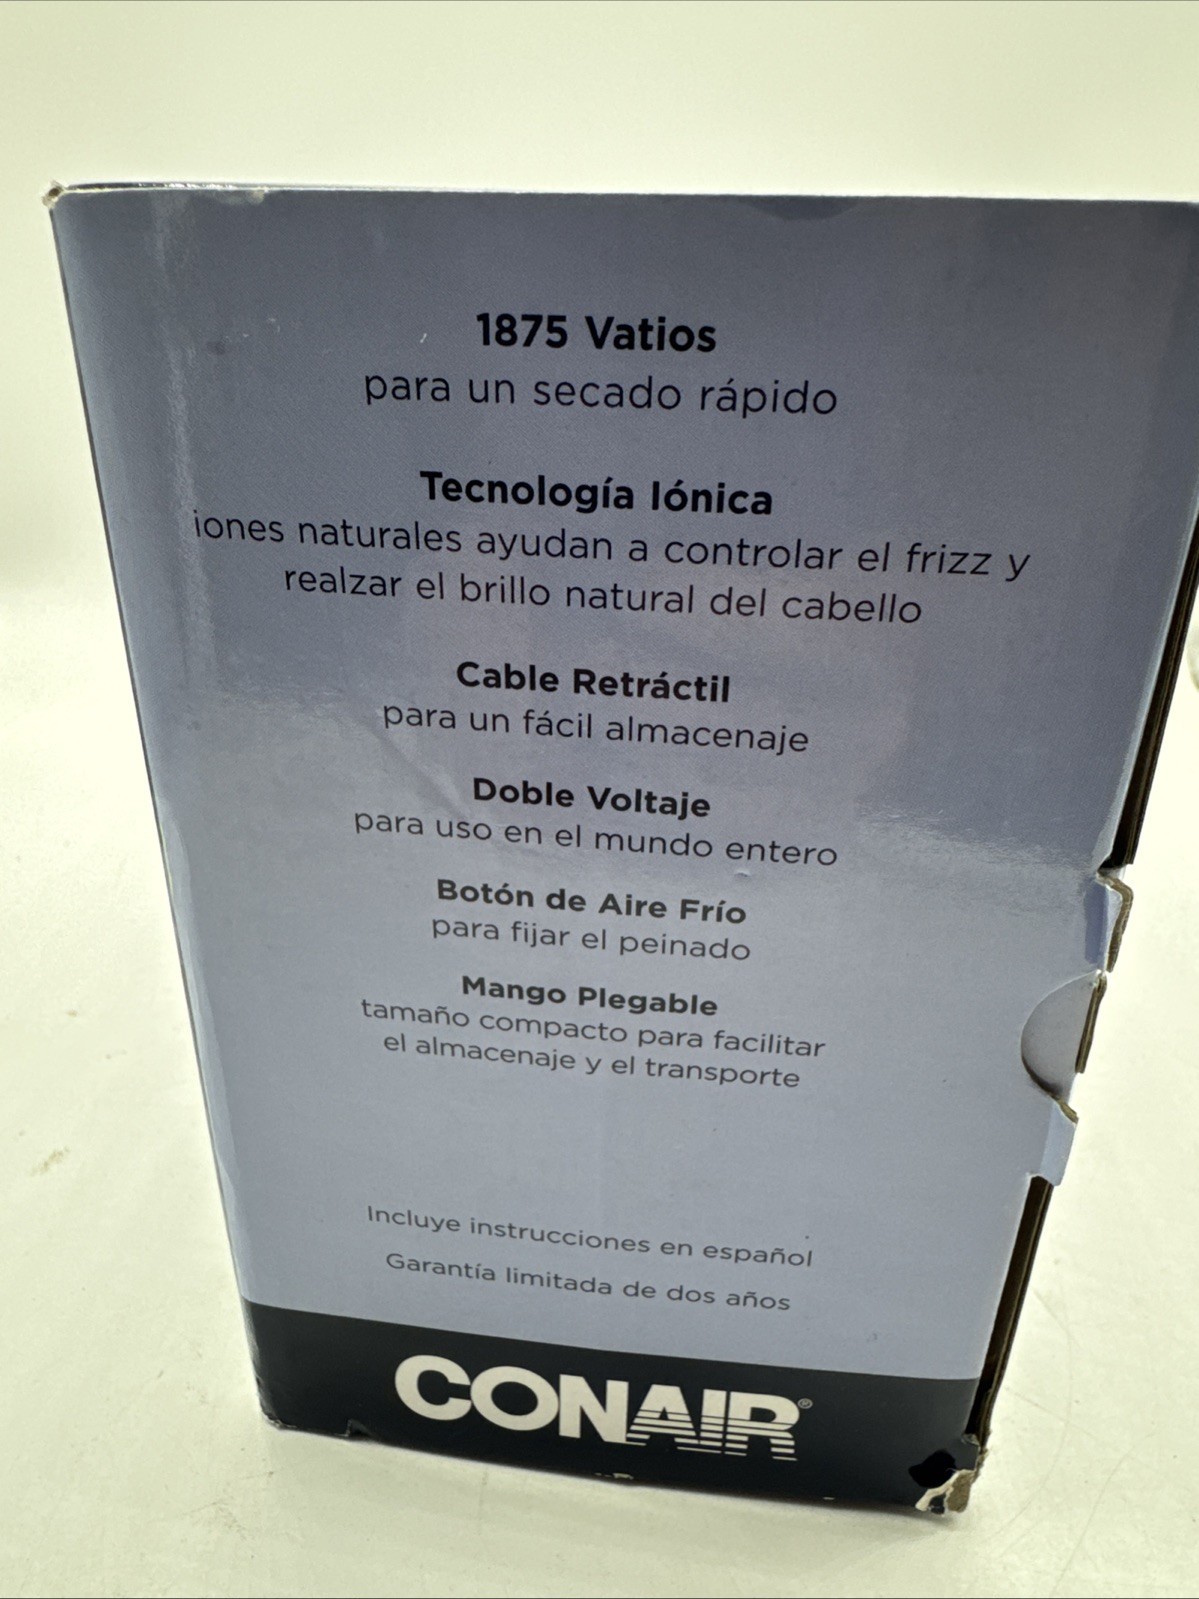 1875 Vatios
para un secado rápido
Tecnología Iónica
iones naturales ayudan a controlar el frizz y
realzar el brillo natural del cabello
Cable Retráctil
para un fácil almacenaje
Doble Voltaje
para uso en el mundo entero
Botón de Aire Frío
para fijar el peinado
Mango Plegable
tamaño compacto para facilitar
el almacenaje y el transporte
Incluye instrucciones en español
Garantía limitada de dos años
CONAIR®